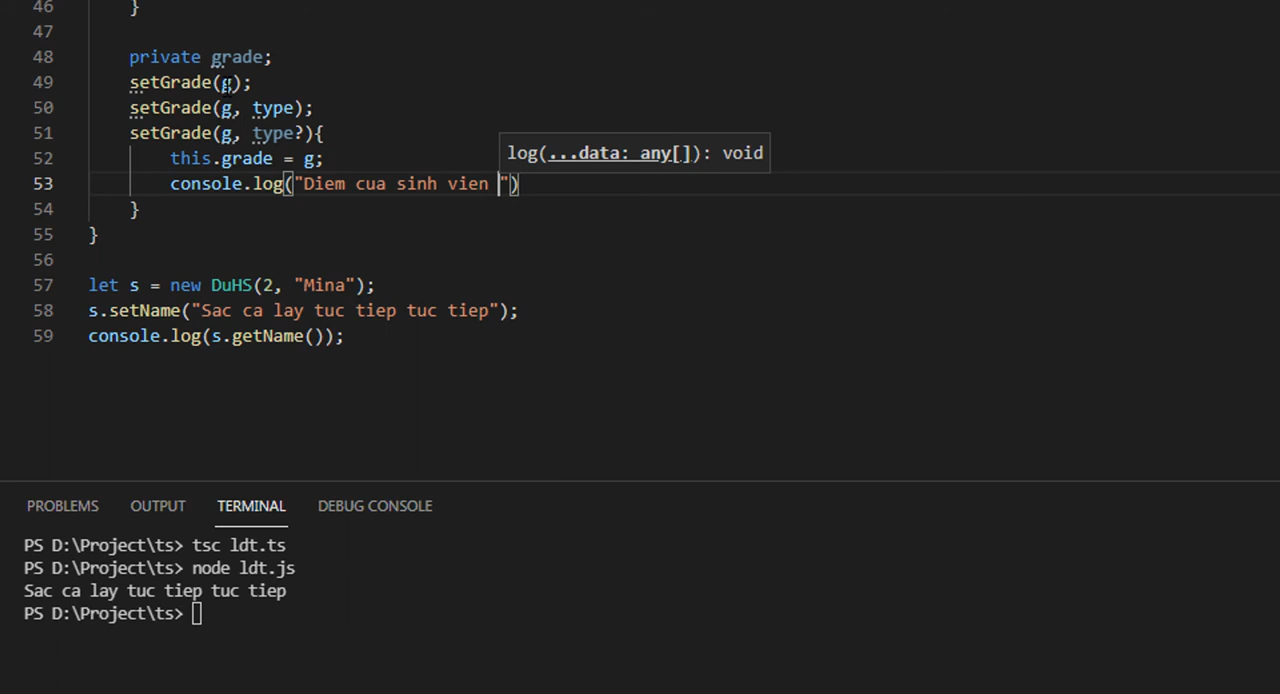 46 }
47
48 private grade;
49 setGrade(g);
50 setGrade(g, type);
51 setGrade(g, type?){
log(...data: any[]): void
52 this.grade = g;
53 console.log("Diem cua sinh vien ")
54 }
55 }
56
57 let s = new DuHS(2, "Mina");
58 s.setName("Sac ca lay tuc tiep tuc tiep");
59 console.log(s.getName());
PROBLEMS OUTPUT TERMINAL DEBUG CONSOLE
PS D:\Project\ts> tsc ldt.ts
PS D:\Project\ts> node ldt.js
Sac ca lay tuc tiep tuc tiep
PS D:\Project\ts>